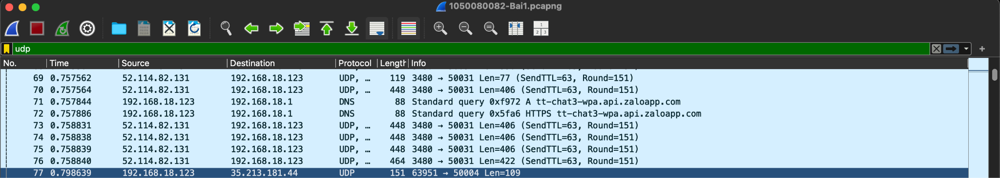 1050080082-Bai1.pcapng
1
2 3
udp
No. Time Source Destination Protocol Length Info
69 0.757562 52.114.82.131 192.168.18.123 UDP, … 119 3480 → 50031 Len=77 (SendTTL=63, Round=151)
70 0.757564 52.114.82.131 192.168.18.123 UDP, … 448 3480 → 50031 Len=406 (SendTTL=63, Round=151)
71 0.757844 192.168.18.123 192.168.18.1 DNS 88 Standard query 0xf972 A tt-chat3-wpa.api.zaloapp.com
72 0.757886 192.168.18.123 192.168.18.1 DNS 88 Standard query 0x5fa6 HTTPS tt-chat3-wpa.api.zaloapp.com
73 0.758831 52.114.82.131 192.168.18.123 UDP, … 448 3480 → 50031 Len=406 (SendTTL=63, Round=151)
74 0.758838 52.114.82.131 192.168.18.123 UDP, … 448 3480 → 50031 Len=406 (SendTTL=63, Round=151)
75 0.758839 52.114.82.131 192.168.18.123 UDP, … 448 3480 → 50031 Len=406 (SendTTL=63, Round=151)
76 0.758840 52.114.82.131 192.168.18.123 UDP, … 464 3480 → 50031 Len=422 (SendTTL=63, Round=151)
77 0.798639 192.168.18.123 35.213.181.44 UDP 151 63951 → 50004 Len=109